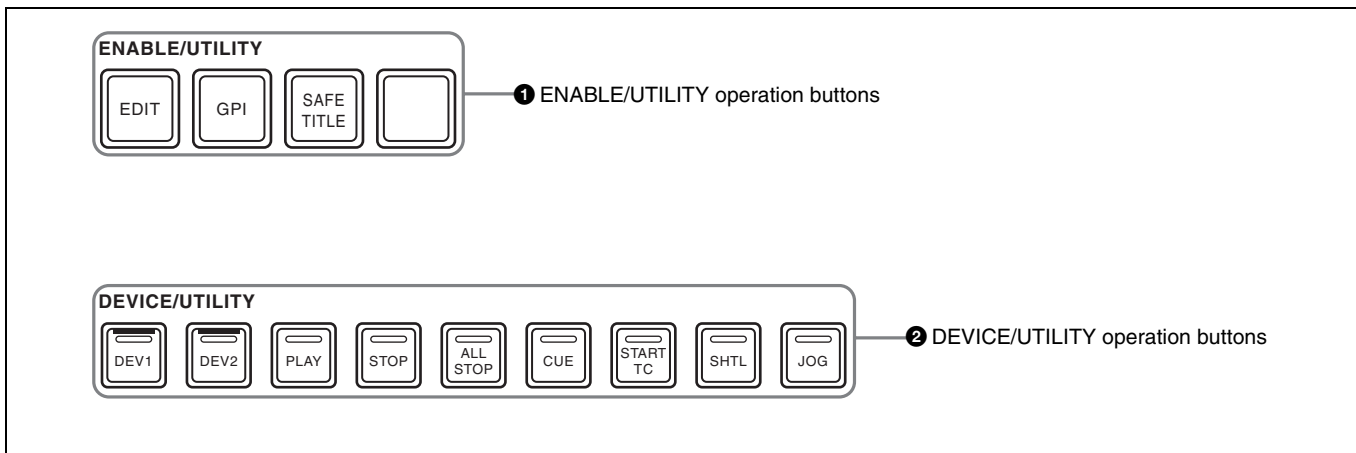 ENABLE/UTILITY
EDIT GPI SAFE TITLE
❶ ENABLE/UTILITY operation buttons
DEVICE/UTILITY
DEV1 DEV2 PLAY STOP ALL STOP CUE START TC SHTL JOG
❷ DEVICE/UTILITY operation buttons